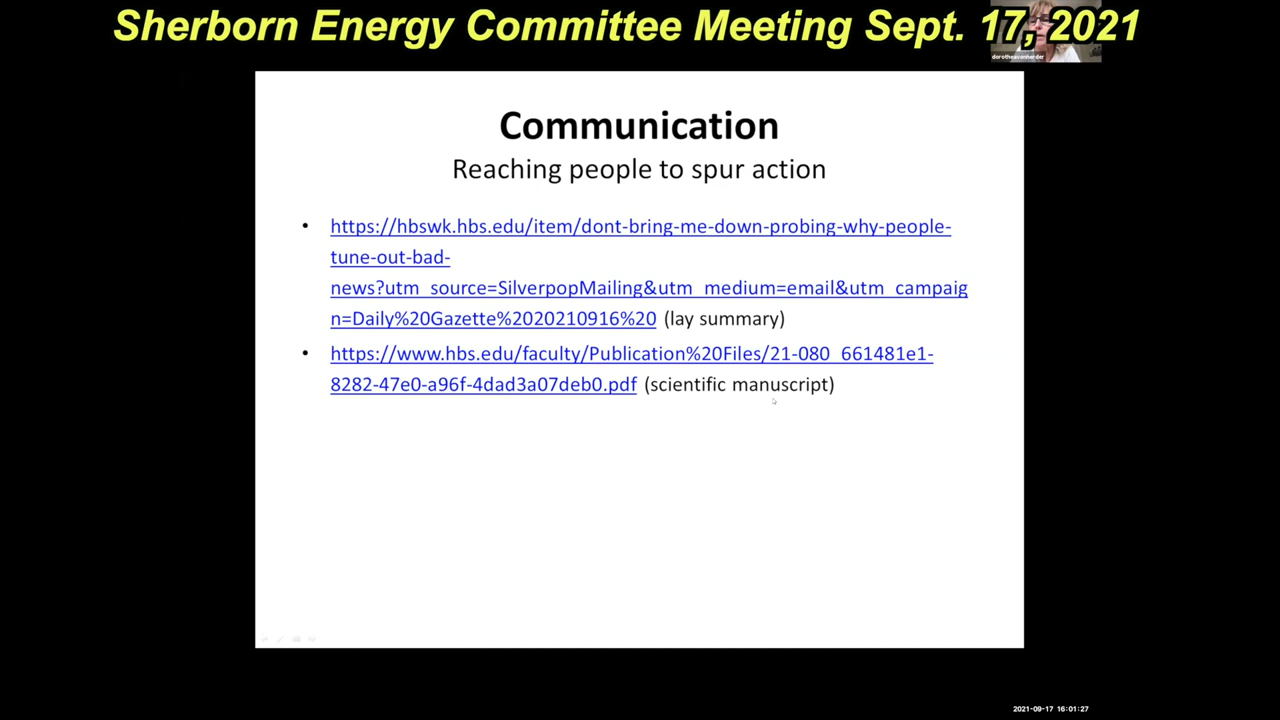 Sherborn Energy Committee Meeting Sept. 17, 2021
dorotheavonherder
Communication
Reaching people to spur action
• https://hbswk.hbs.edu/item/dont-bring-me-down-probing-why-people-
tune-out-bad-
news?utm_source=SilverpopMailing&utm_medium=email&utm_campaig
n=Daily%20Gazette%2020210916%20 (lay summary)
• https://www.hbs.edu/faculty/Publication%20Files/21-080_661481e1-
8282-47e0-a96f-4dad3a07deb0.pdf (scientific manuscript)
2021-09-17 16:01:27